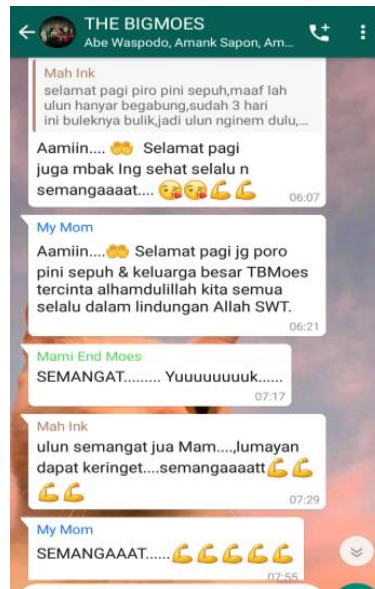 THE BIGMOES
Abe Waspodo, Amank Sapon, Am...
Mah Ink
selamat pagi piro pini sepuh,maaf lah
ulun hanyar begabung,sudah 3 hari
ini buleknya bulik,jadi ulun nginem dulu,...
Aamiin.... 🤲 Selamat pagi
juga mbak Ing sehat selalu n
semangaaaat.... 😘😘💪💪
06:07
My Mom
Aamiin....🤲 Selamat pagi jg poro
pini sepuh & keluarga besar TBMoes
tercinta alhamdulillah kita semua
selalu dalam lindungan Allah SWT.
06:21
Mami End Moes
SEMANGAT......... Yuuuuuuuuk......
07:17
Mah Ink
ulun semangat jua Mam....,lumayan
dapat keringet....semangaaaatt💪💪
💪💪
07:29
My Mom
SEMANGAAAT......💪💪💪💪💪
07:55